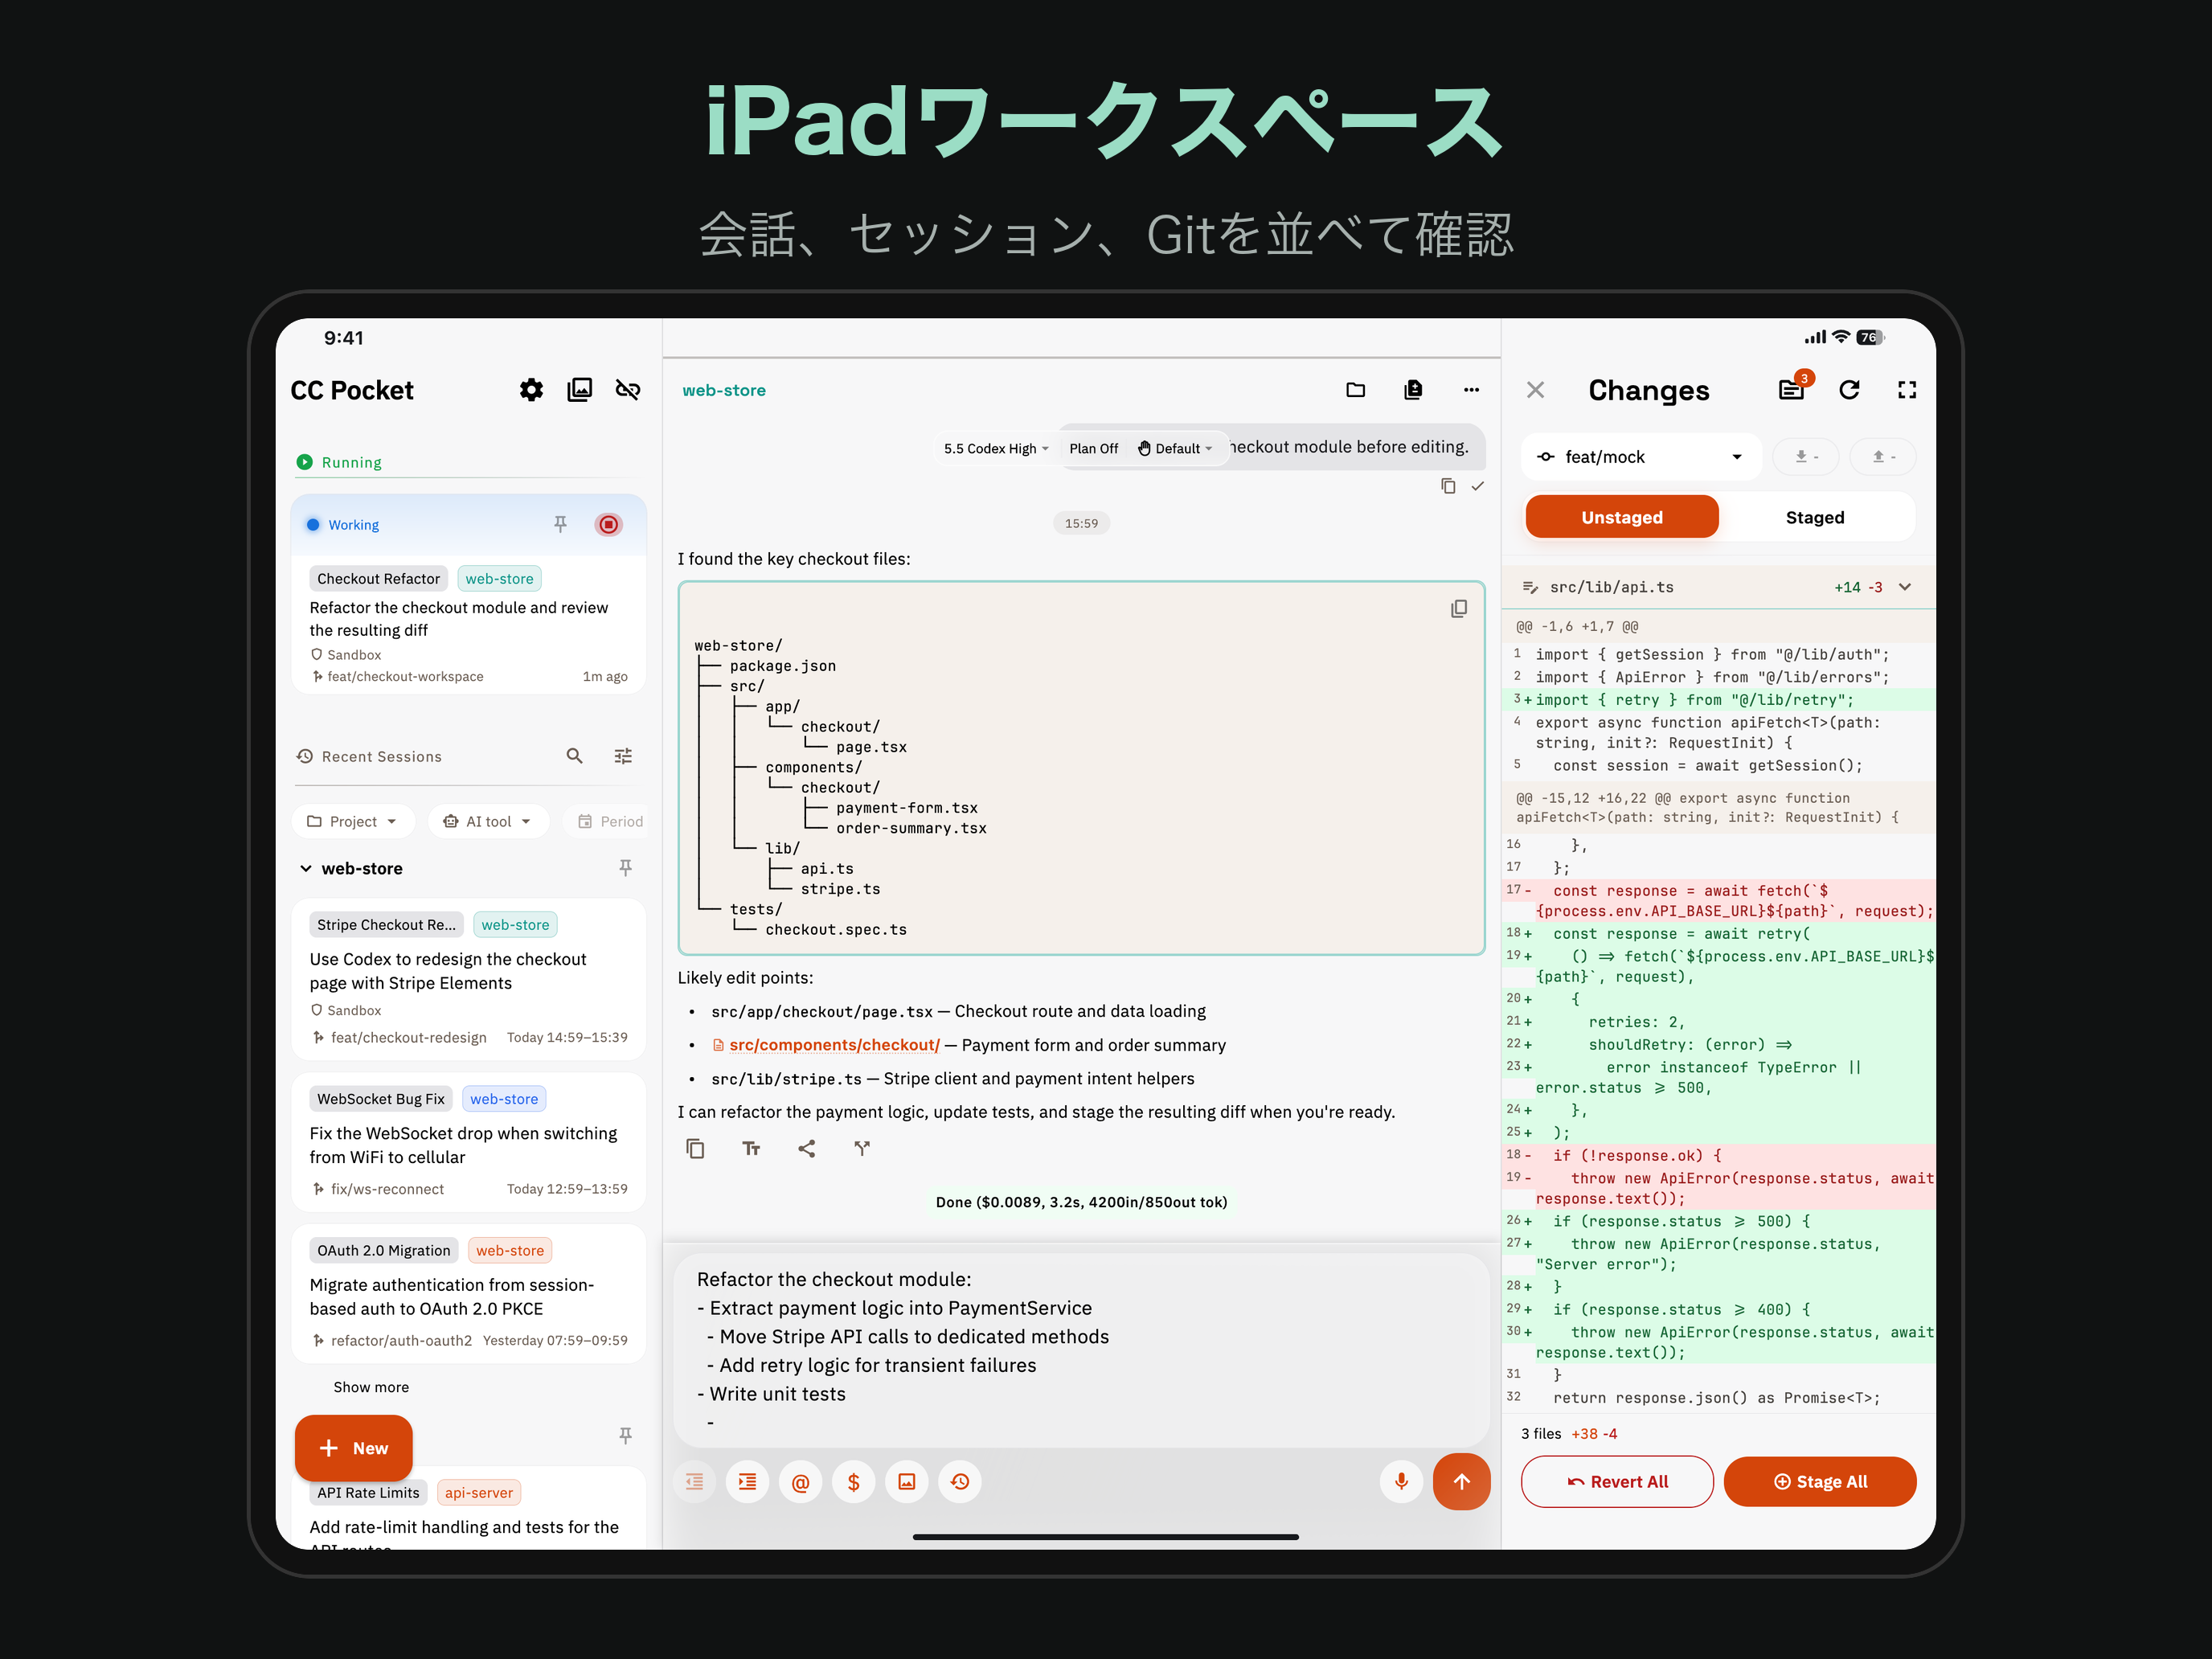 iPadワークスペース
会話、セッション、Gitを並べて確認
9:41
76
CC Pocket
Running
Working
Checkout Refactor web-store
Refactor the checkout module and review
the resulting diff
Sandbox
feat/checkout-workspace 1m ago
Recent Sessions
Project AI tool Period
web-store
Stripe Checkout Re... web-store
Use Codex to redesign the checkout
page with Stripe Elements
Sandbox
feat/checkout-redesign Today 14:59–15:39
WebSocket Bug Fix web-store
Fix the WebSocket drop when switching
from WiFi to cellular
fix/ws-reconnect Today 12:59–13:59
OAuth 2.0 Migration web-store
Migrate authentication from session-
based auth to OAuth 2.0 PKCE
refactor/auth-oauth2 Yesterday 07:59–09:59
Show more
+ New
API Rate Limits api-server
Add rate-limit handling and tests for the
API routes
web-store
5.5 Codex High Plan Off Default heckout module before editing.
15:59
I found the key checkout files:
web-store/
├── package.json
├── src/
│   ├── app/
│   │   └── checkout/
│   │       └── page.tsx
│   ├── components/
│   │   └── checkout/
│   │       ├── payment-form.tsx
│   │       └── order-summary.tsx
│   └── lib/
│       ├── api.ts
│       └── stripe.ts
└── tests/
    └── checkout.spec.ts
Likely edit points:
• src/app/checkout/page.tsx — Checkout route and data loading
• src/components/checkout/ — Payment form and order summary
• src/lib/stripe.ts — Stripe client and payment intent helpers
I can refactor the payment logic, update tests, and stage the resulting diff when you're ready.
Tт
Done ($0.0089, 3.2s, 4200in/850out tok)
Refactor the checkout module:
- Extract payment logic into PaymentService
  - Move Stripe API calls to dedicated methods
  - Add retry logic for transient failures
- Write unit tests
  -
@ $
Changes
3
feat/mock - -
Unstaged Staged
src/lib/api.ts +14 -3
@@ -1,6 +1,7 @@
1 import { getSession } from "@/lib/auth";
2 import { ApiError } from "@/lib/errors";
3 + import { retry } from "@/lib/retry";
4 export async function apiFetch<T>(path:
string, init?: RequestInit) {
5   const session = await getSession();
@@ -15,12 +16,22 @@ export async function
apiFetch<T>(path: string, init?: RequestInit) {
16     },
17   };
17 -   const response = await fetch(`$
{process.env.API_BASE_URL}${path}`, request);
18 +   const response = await retry(
19 +     () => fetch(`${process.env.API_BASE_URL}$
{path}`, request),
20 +     {
21 +       retries: 2,
22 +       shouldRetry: (error) =>
23 +         error instanceof TypeError ||
error.status >= 500,
24 +     },
25 +   );
18 -   if (!response.ok) {
19 -     throw new ApiError(response.status, await
response.text());
26 +   if (response.status >= 500) {
27 +     throw new ApiError(response.status,
"Server error");
28 +   }
29 +   if (response.status >= 400) {
30 +     throw new ApiError(response.status, await
response.text());
31   }
32   return response.json() as Promise<T>;
3 files +38 -4
Revert All Stage All